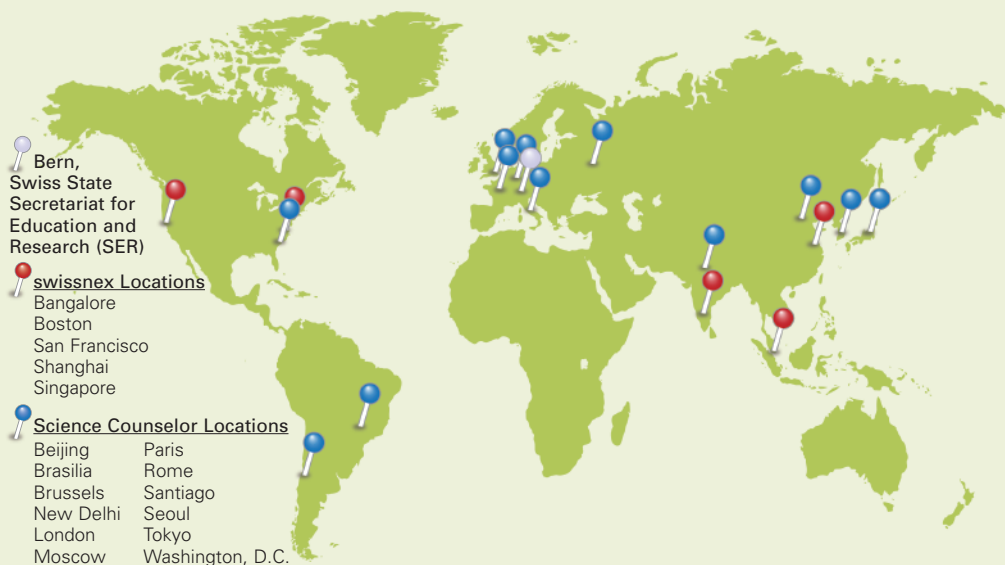 Bern,
Swiss State
Secretariat for
Education and
Research (SER)
swissnex Locations
Bangalore
Boston
San Francisco
Shanghai
Singapore
Science Counselor Locations
Beijing
Brasilia
Brussels
New Delhi
London
Moscow
Paris
Rome
Santiago
Seoul
Tokyo
Washington, D.C.